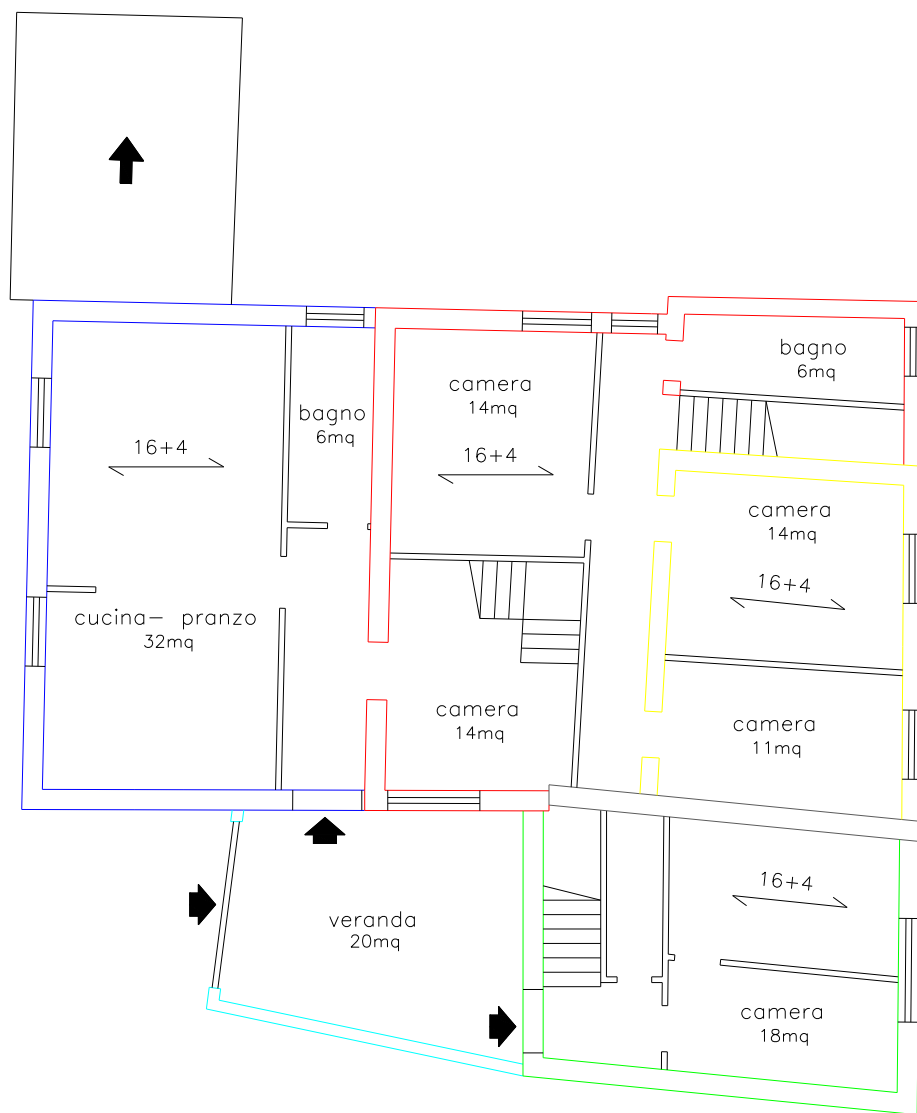 bagno
6mq
camera
14mq
bagno
6mq
16+4
16+4
camera
14mq
16+4
cucina- pranzo
32mq
camera
14mq
camera
11mq
16+4
veranda
20mq
camera
18mq